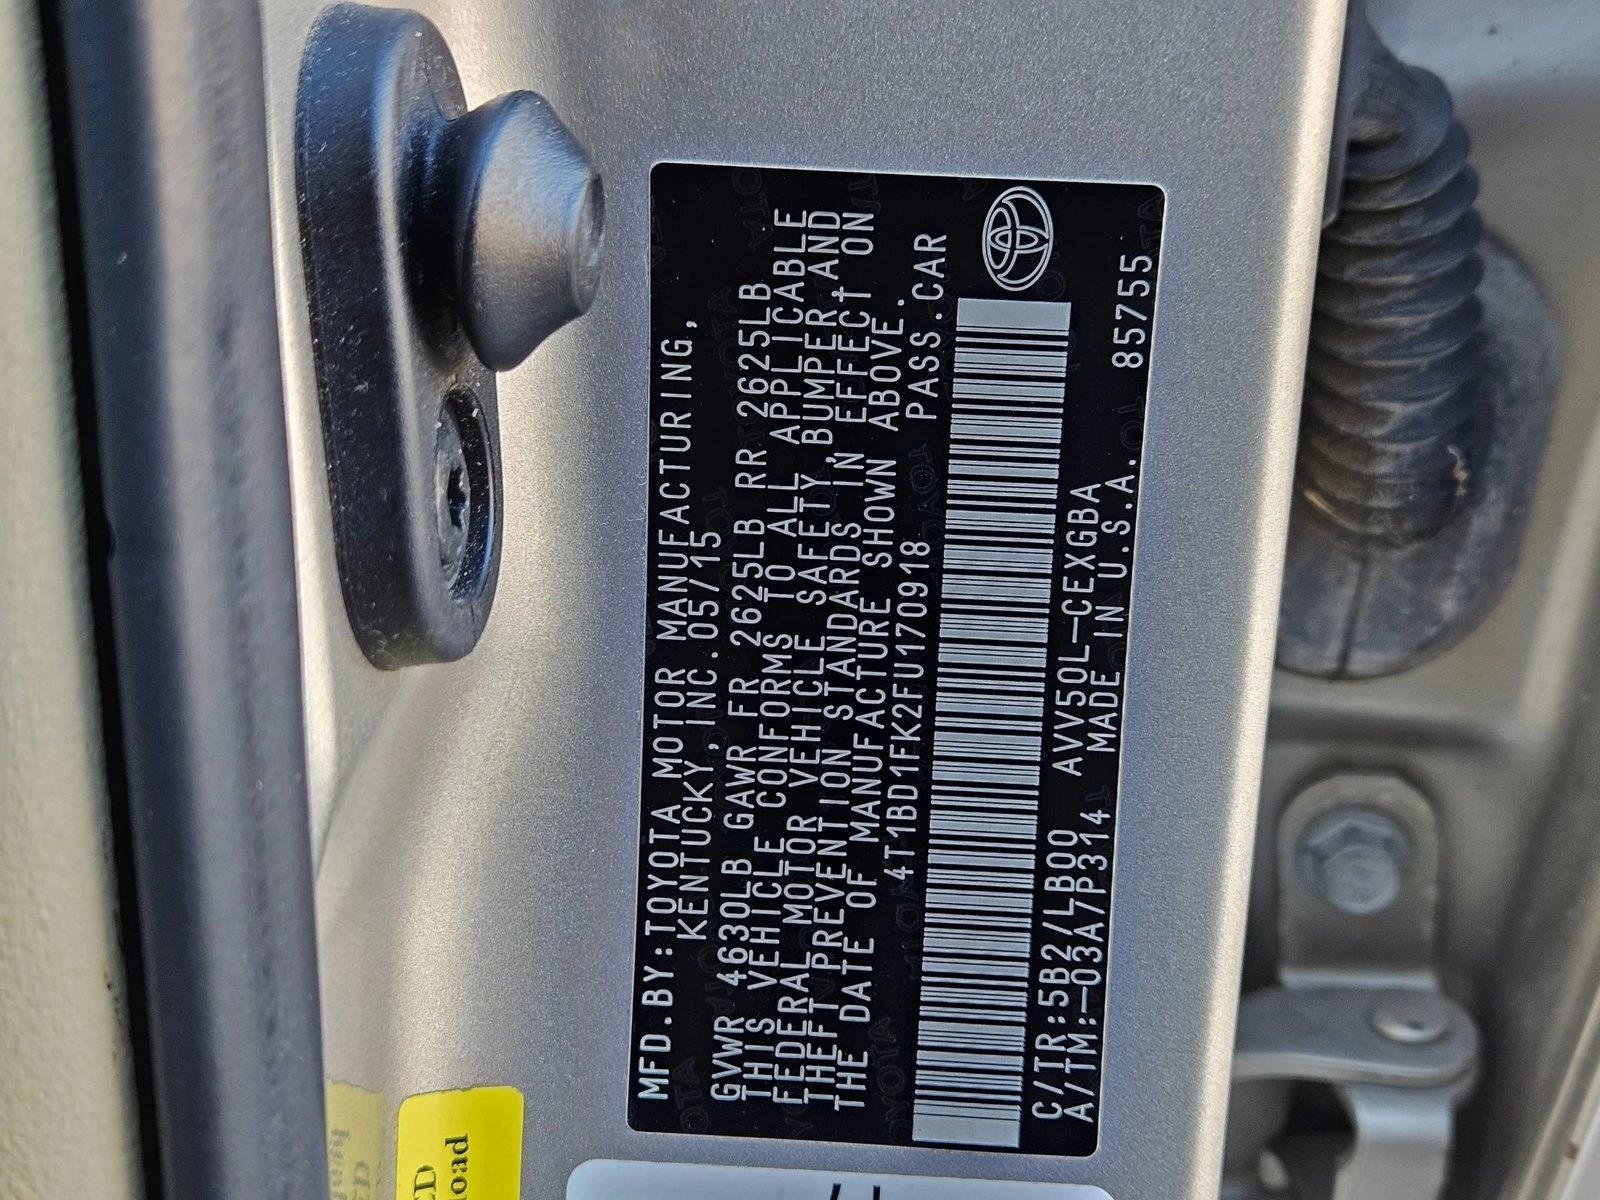 MFD.BY:TOYOTA MOTOR MANUFACTURING,
KENTUCKY,INC.05/15
GVWR 4630LB GAWR FR 2625LB RR 2625LB
THIS VEHICLE CONFORMS TO ALL APPLICABLE
FEDERAL MOTOR VEHICLE SAFETY, BUMPER, AND
THEFT PREVENTION STANDARDS IN EFFECT ON
THE DATE OF MANUFACTURE SHOWN ABOVE.
4T1BD1FK2FU170918 PASS.CAR
C/TR:5B2/LB00 AVV50L-CEXGBA
A/TM:-03A/P314 MADE IN U.S.A. 85755